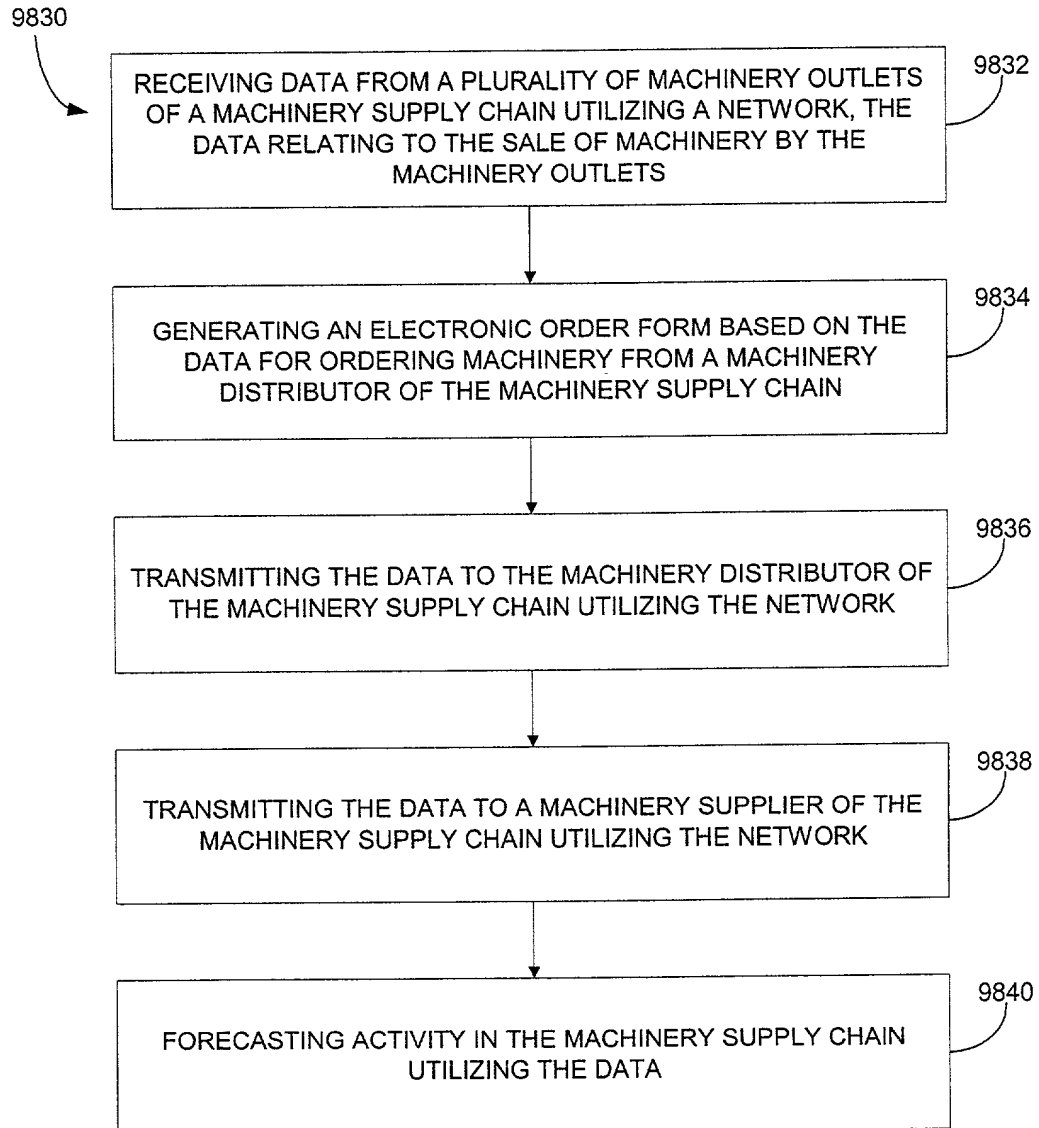 9830
9832
RECEIVING DATA FROM A PLURALITY OF MACHINERY OUTLETS
OF A MACHINERY SUPPLY CHAIN UTILIZING A NETWORK, THE
DATA RELATING TO THE SALE OF MACHINERY BY THE
MACHINERY OUTLETS
9834
GENERATING AN ELECTRONIC ORDER FORM BASED ON THE
DATA FOR ORDERING MACHINERY FROM A MACHINERY
DISTRIBUTOR OF THE MACHINERY SUPPLY CHAIN
9836
TRANSMITTING THE DATA TO THE MACHINERY DISTRIBUTOR OF
THE MACHINERY SUPPLY CHAIN UTILIZING THE NETWORK
9838
TRANSMITTING THE DATA TO A MACHINERY SUPPLIER OF THE
MACHINERY SUPPLY CHAIN UTILIZING THE NETWORK
9840
FORECASTING ACTIVITY IN THE MACHINERY SUPPLY CHAIN
UTILIZING THE DATA